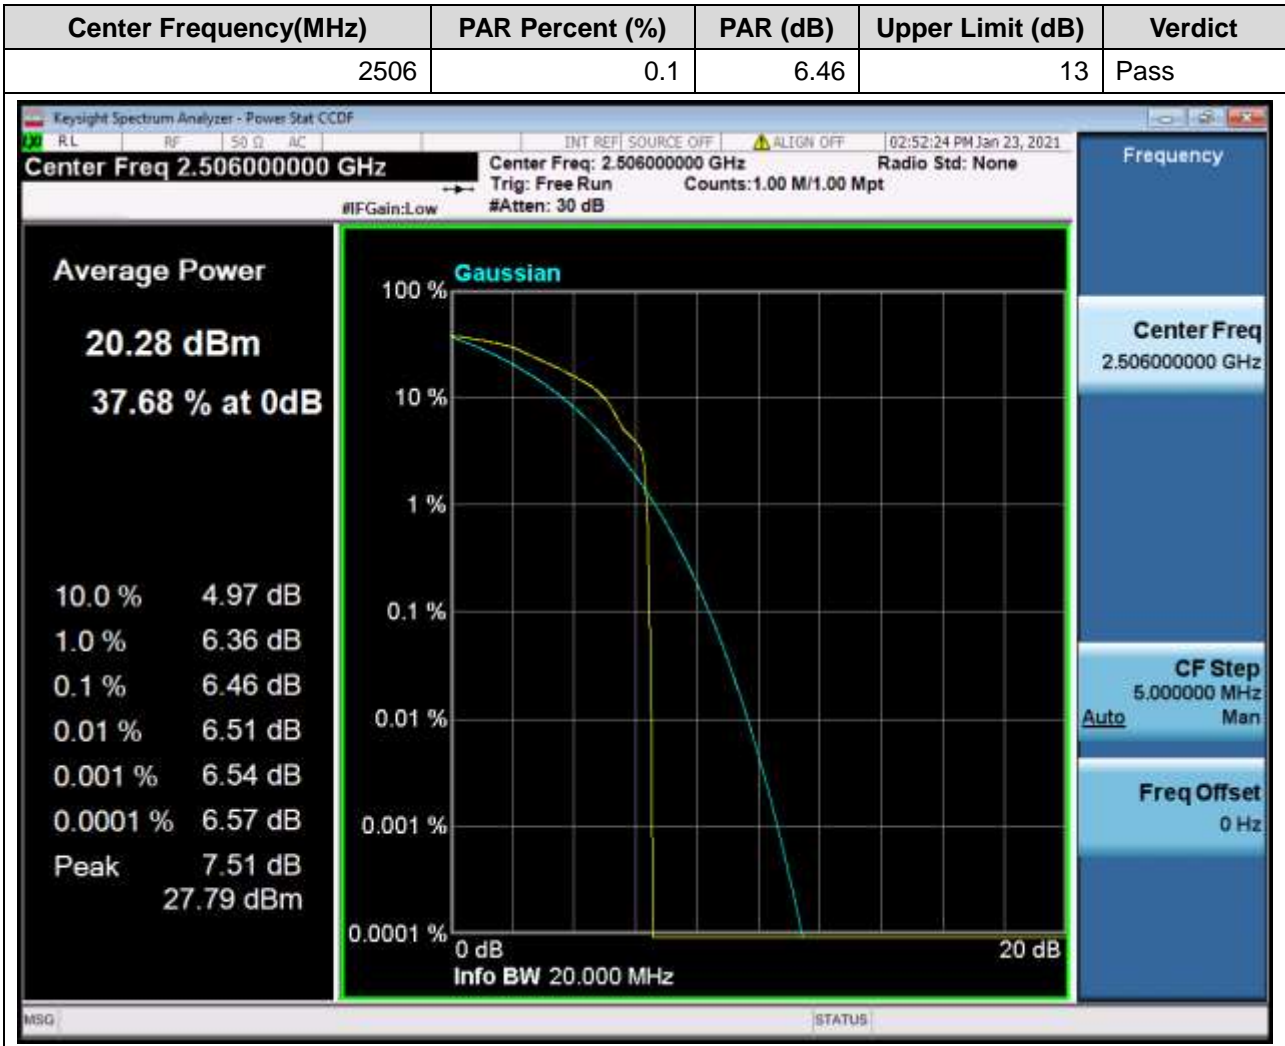 Center Frequency(MHz) PAR Percent (%) PAR (dB) Upper Limit (dB) Verdict
2506 0.1 6.46 13 Pass
Keysight Spectrum Analyzer - Power Stat CCDF
RL RF 50 Ω AC INT REF SOURCE OFF ALIGN OFF 02:52:24 PM Jan 23, 2021
Center Freq 2.506000000 GHz Center Freq: 2.506000000 GHz Radio Std: None
Trig: Free Run Counts:1.00 M/1.00 Mpt
#IFGain:Low #Atten: 30 dB
Frequency
Average Power
20.28 dBm
37.68 % at 0dB
10.0 % 4.97 dB
1.0 % 6.36 dB
0.1 % 6.46 dB
0.01 % 6.51 dB
0.001 % 6.54 dB
0.0001 % 6.57 dB
Peak 7.51 dB
27.79 dBm
Gaussian
100 %
10 %
1 %
0.1 %
0.01 %
0.001 %
0.0001 %
0 dB 20 dB
Info BW 20.000 MHz
Center Freq
2.506000000 GHz
CF Step
5.000000 MHz
Auto Man
Freq Offset
0 Hz
MSG STATUS